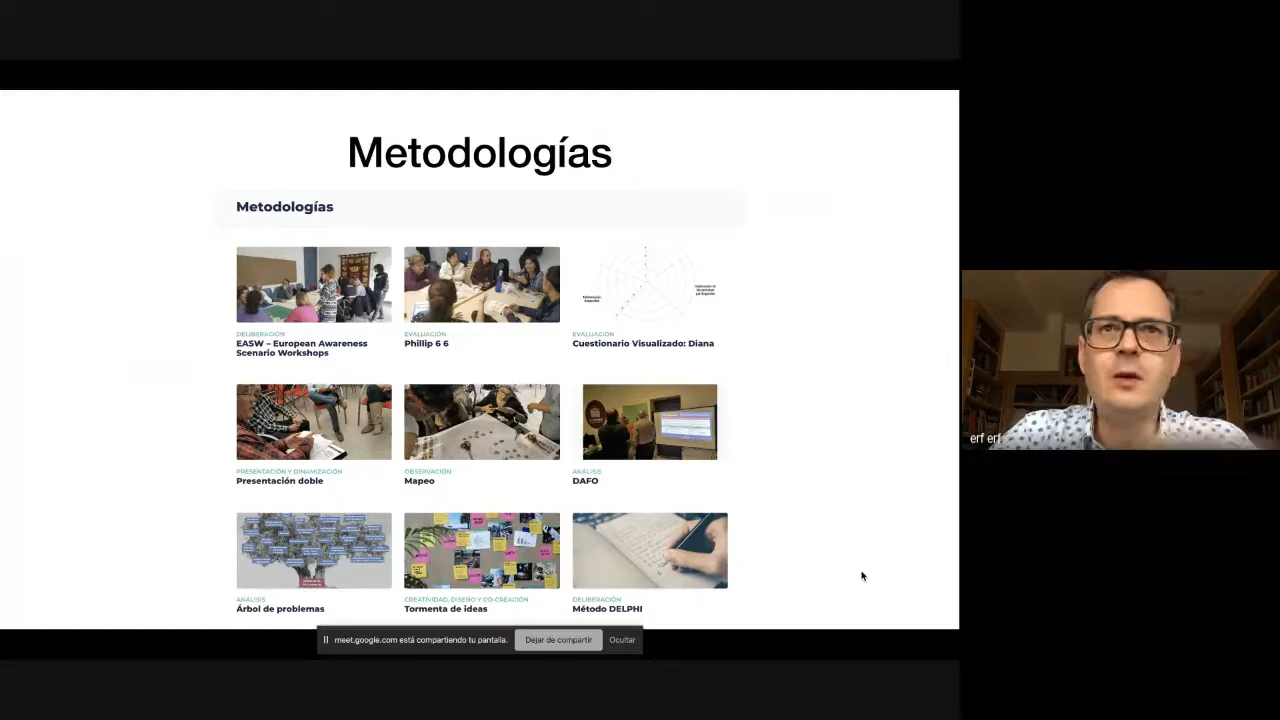 Metodologías
Metodologías
DELIBERACIÓN
EASW – European Awareness
Scenario Workshops
EVALUACIÓN
Phillip 6 6
EVALUACIÓN
Cuestionario Visualizado: Diana
PRESENTACIÓN Y DINAMIZACIÓN
Presentación doble
OBSERVACIÓN
Mapeo
ANÁLISIS
DAFO
ANÁLISIS
Árbol de problemas
CREATIVIDAD, DISEÑO Y CO-CREACIÓN
Tormenta de ideas
DELIBERACIÓN
Método DELPHI
meet.google.com está compartiendo tu pantalla.
Dejar de compartir
Ocultar
erf erf